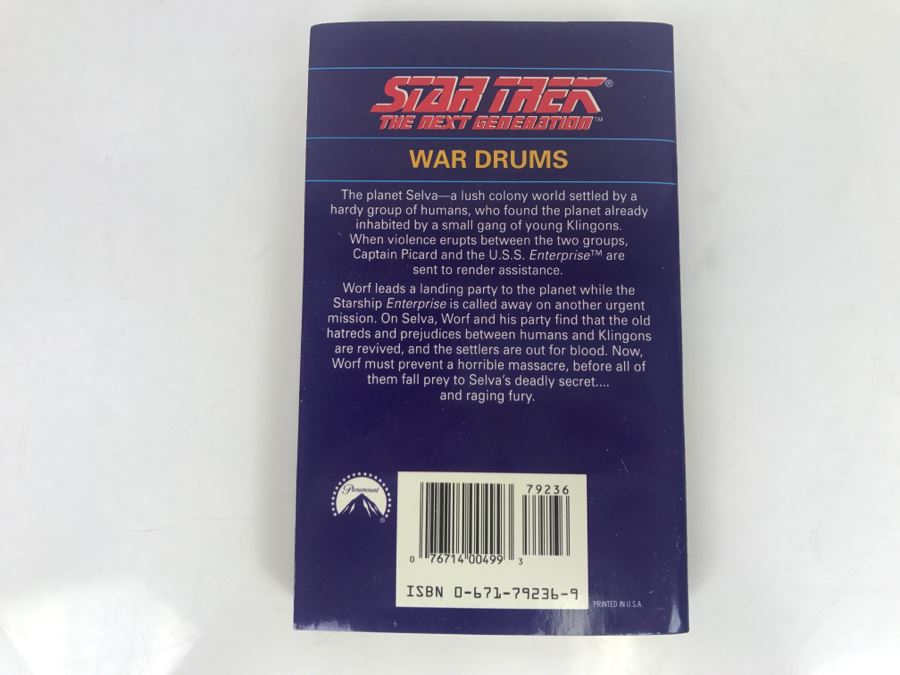 STAR TREK®
THE NEXT GENERATION™
WAR DRUMS
The planet Selva—a lush colony world settled by a
hardy group of humans, who found the planet already
inhabited by a small gang of young Klingons.
When violence erupts between the two groups,
Captain Picard and the U.S.S. Enterprise™ are
sent to render assistance.
Worf leads a landing party to the planet while the
Starship Enterprise is called away on another urgent
mission. On Selva, Worf and his party find that the old
hatreds and prejudices between humans and Klingons
are revived, and the settlers are out for blood. Now,
Worf must prevent a horrible massacre, before all of
them fall prey to Selva's deadly secret....
and raging fury.
Paramount
®
79236
0 76714 00499 3
ISBN 0-671-79236-9
PRINTED IN U.S.A